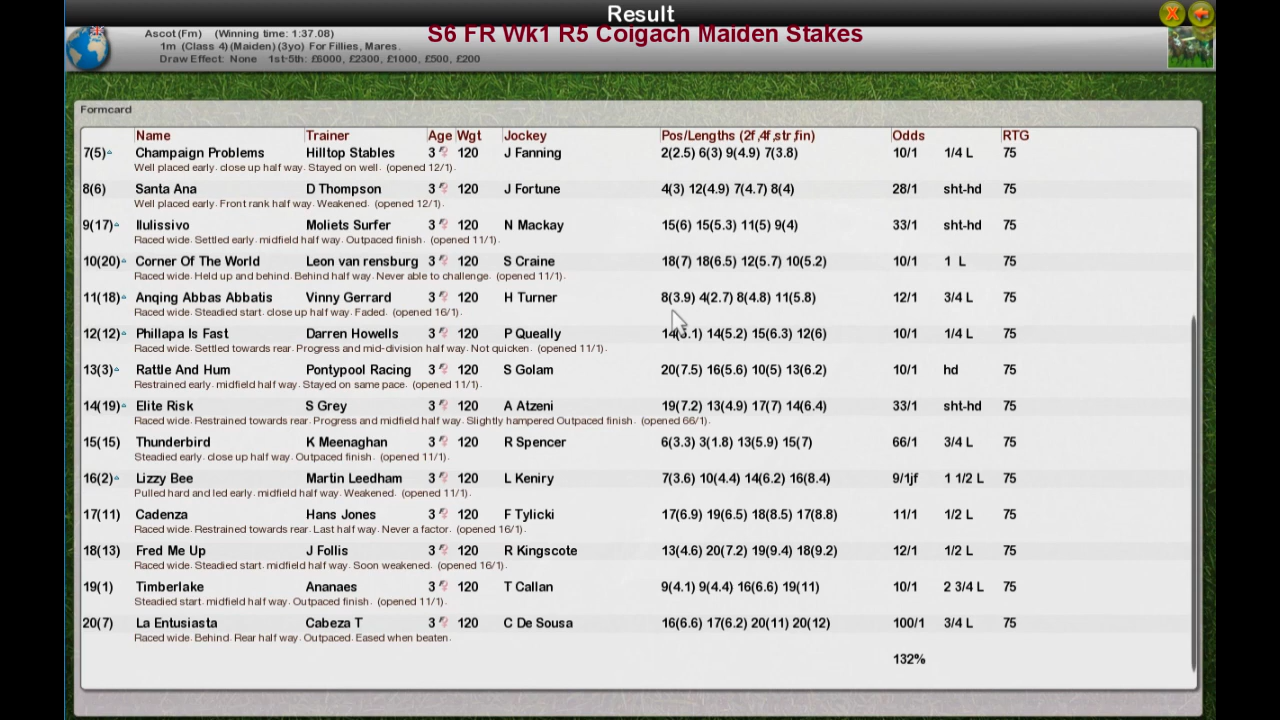 Result
S6 FR Wk1 R5 Coigach Maiden Stakes
Ascot(Fm) (Winning time: 1:37.08)
1m (Class 4)(Maiden)(3yo) For Fillies, Mares.
Draw Effect: None 1st-5th: £6000, £2300, £1000, £500, £200
Formcard
Name Trainer Age Wgt Jockey Pos/Lengths (2f,4f,str,fin) Odds RTG
7(5) Champaign Problems Hilltop Stables 3 120 J Fanning 2(2.5) 6(3) 9(4.9) 7(3.8) 10/1 1/4 L 75
Well placed early. close up half way. Stayed on well. (opened 12/1).
8(6) Santa Ana D Thompson 3 120 J Fortune 4(3) 12(4.9) 7(4.7) 8(4) 28/1 sht-hd 75
Well placed early. Front rank half way. Weakened. (opened 12/1).
9(17) Ilulissivo Moliets Surfer 3 120 N Mackay 15(6) 15(5.3) 11(5) 9(4) 33/1 sht-hd 75
Raced wide. Settled early. midfield half way. Outpaced finish. (opened 11/1).
10(20) Corner Of The World Leon van rensburg 3 120 S Craine 18(7) 18(6.5) 12(5.7) 10(5.2) 10/1 1 L 75
Raced wide. Held up and behind. Behind half way. Never able to challenge. (opened 11/1).
11(18) Anqing Abbas Abbatis Vinny Gerrard 3 120 H Turner 8(3.9) 4(2.7) 8(4.8) 11(5.8) 12/1 3/4 L 75
Raced wide. Steadied start. close up half way. Faded. (opened 16/1).
12(12) Phillapa Is Fast Darren Howells 3 120 P Queally 14(5.1) 14(5.2) 15(6.3) 12(6) 10/1 1/4 L 75
Raced wide. Settled towards rear. Progress and mid-division half way. Not quicken. (opened 11/1).
13(3) Rattle And Hum Pontypool Racing 3 120 S Golam 20(7.5) 16(5.6) 10(5) 13(6.2) 10/1 hd 75
Restrained early. midfield half way. Stayed on same pace. (opened 11/1).
14(19) Elite Risk S Grey 3 120 A Atzeni 19(7.2) 13(4.9) 17(7) 14(6.4) 33/1 sht-hd 75
Raced wide. Restrained towards rear. Progress and midfield half way. Slightly hampered Outpaced finish. (opened 66/1).
15(15) Thunderbird K Meenaghan 3 120 R Spencer 6(3.3) 3(1.8) 13(5.9) 15(7) 66/1 3/4 L 75
Steadied early. close up half way. Outpaced finish. (opened 11/1).
16(2) Lizzy Bee Martin Leedham 3 120 L Keniry 7(3.6) 10(4.4) 14(6.2) 16(8.4) 9/1jf 1 1/2 L 75
Pulled hard and led early. midfield half way. Weakened. (opened 11/1).
17(11) Cadenza Hans Jones 3 120 F Tylicki 17(6.9) 19(6.5) 18(8.5) 17(8.8) 11/1 1/2 L 75
Raced wide. Restrained towards rear. Last half way. Never a factor. (opened 16/1).
18(13) Fred Me Up J Follis 3 120 R Kingscote 13(4.6) 20(7.2) 19(9.4) 18(9.2) 12/1 1/2 L 75
Raced wide. Steadied start. midfield half way. Soon weakened. (opened 16/1).
19(1) Timberlake Ananaes 3 120 T Callan 9(4.1) 9(4.4) 16(6.6) 19(11) 10/1 2 3/4 L 75
Steadied start. midfield half way. Outpaced finish. (opened 11/1).
20(7) La Entusiasta Cabeza T 3 120 C De Sousa 16(6.6) 17(6.2) 20(11) 20(12) 100/1 3/4 L 75
Raced wide. Behind. Rear half way. Outpaced. Eased when beaten.
132%